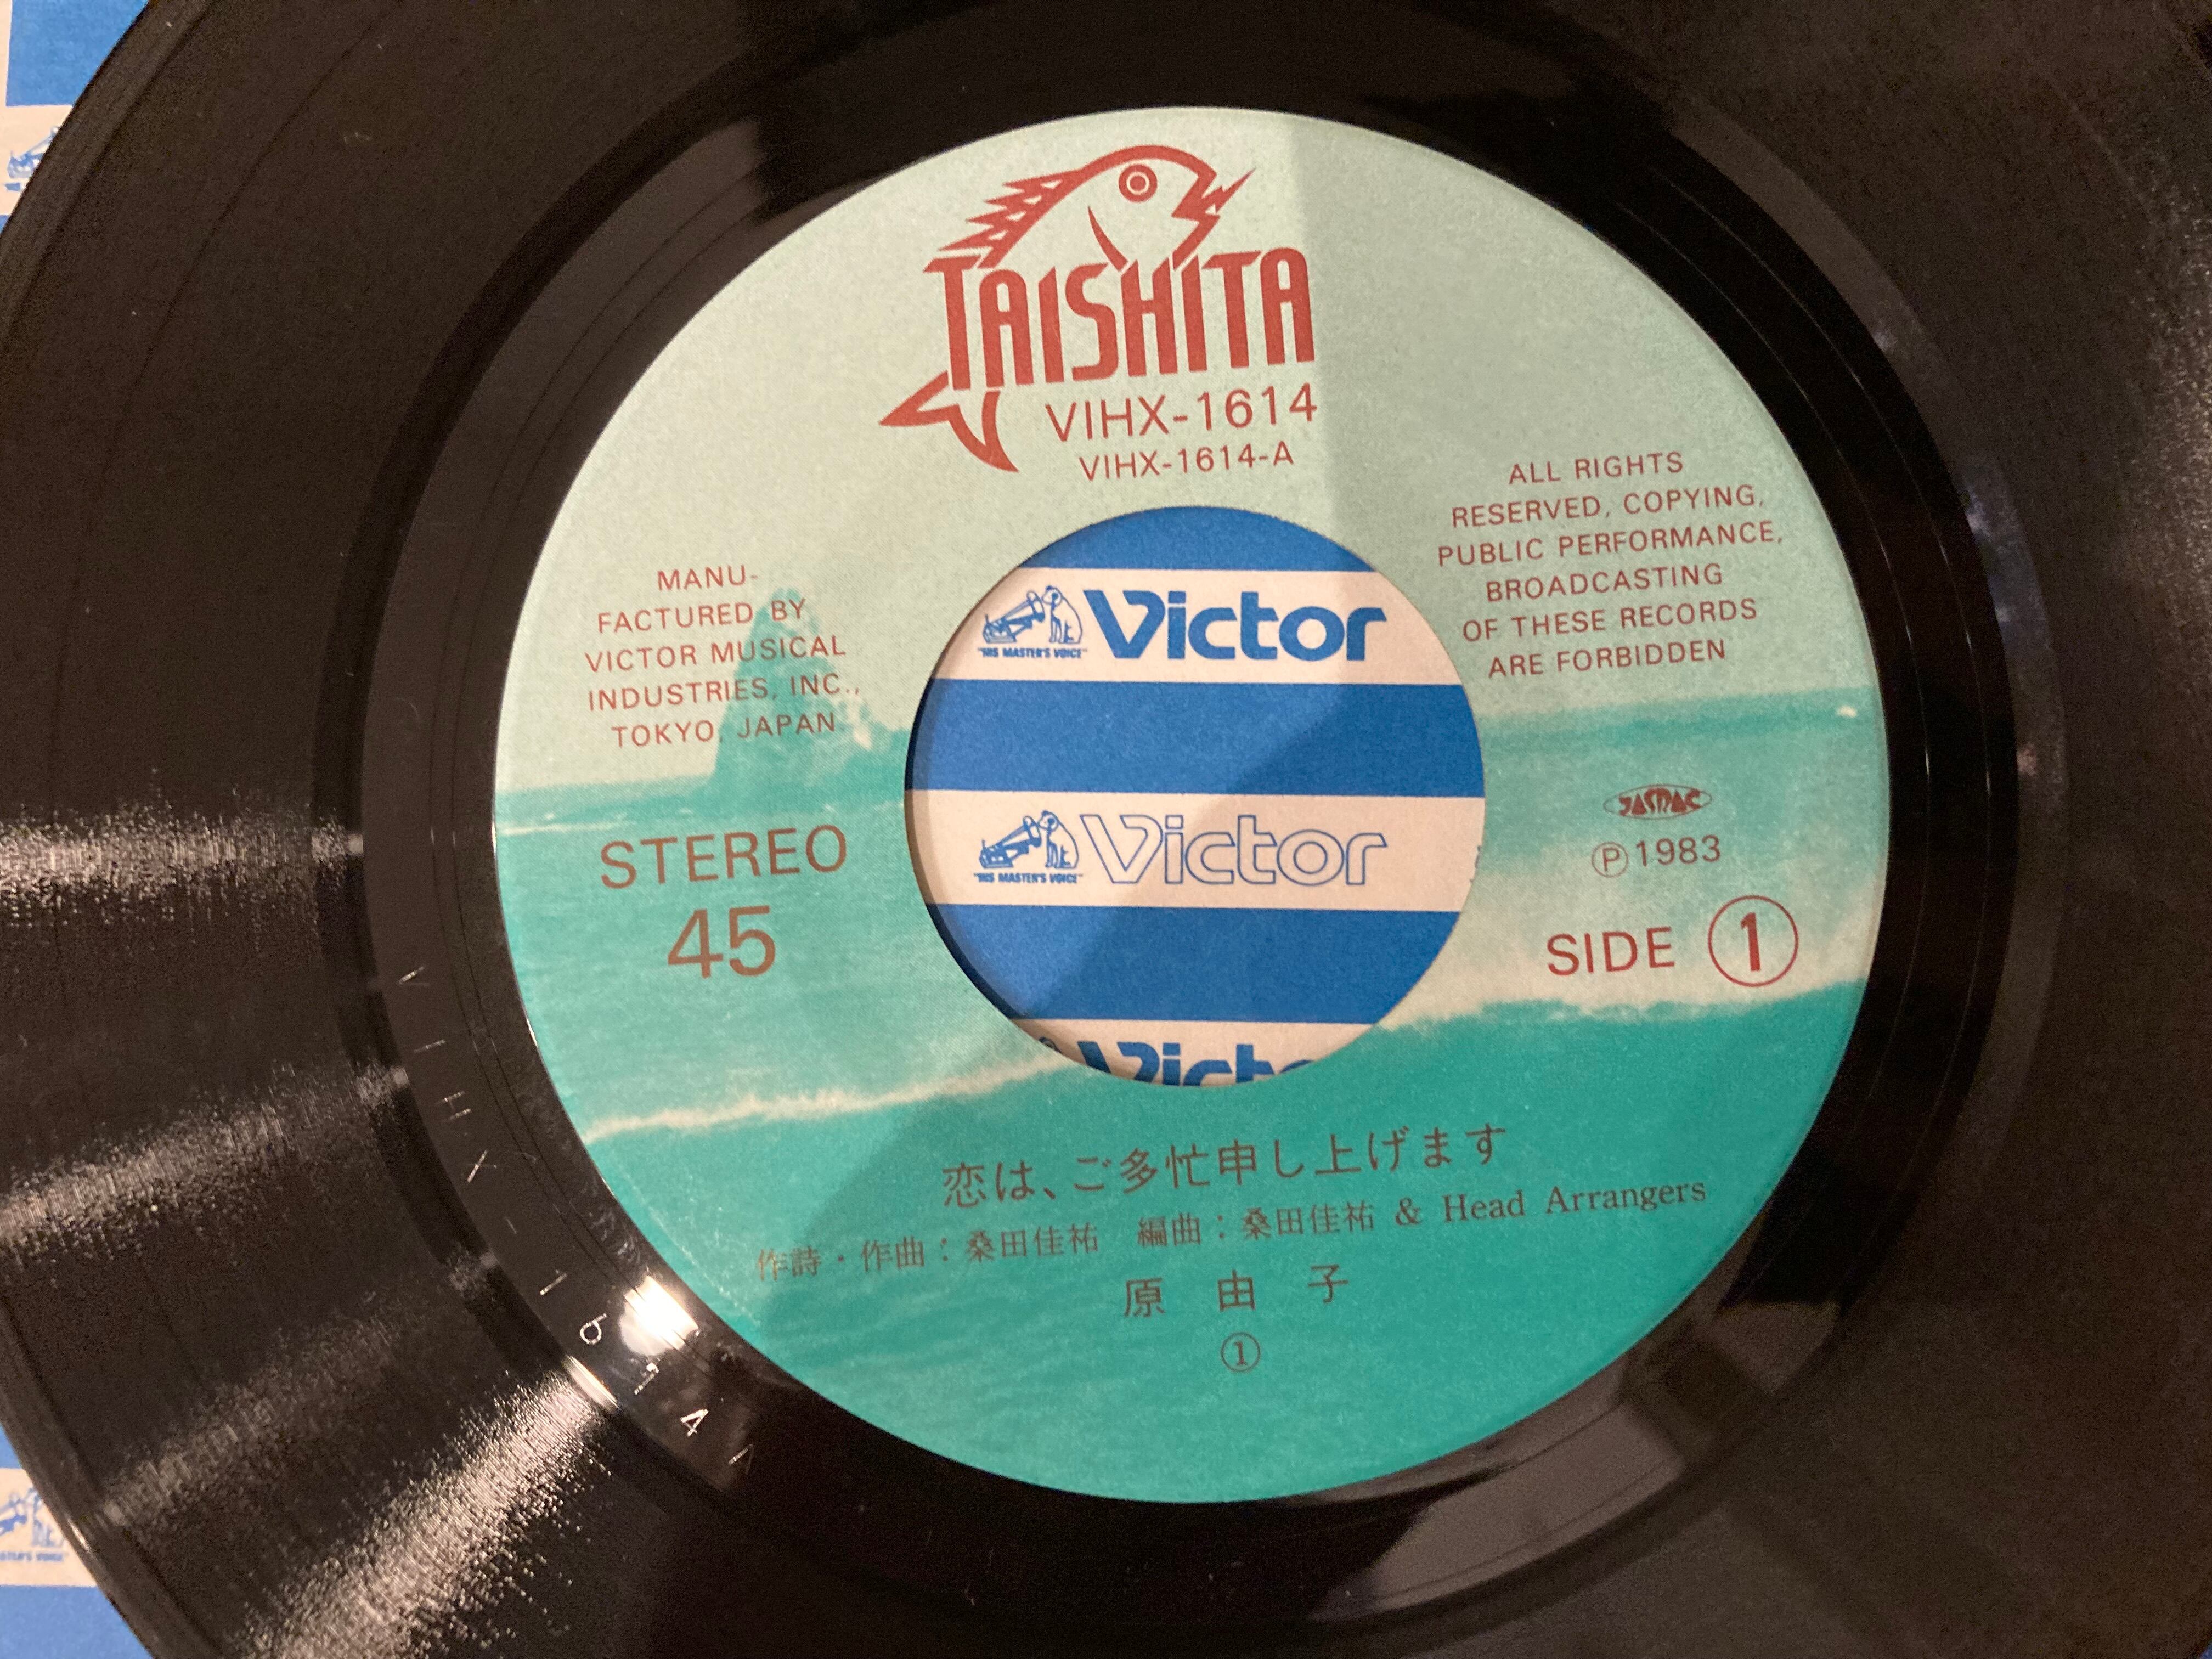 TAISHITA
VIHX-1614
VIHX-1614-A
MANU-
FACTURED BY
VICTOR MUSICAL
INDUSTRIES, INC.,
TOKYO, JAPAN
ALL RIGHTS
RESERVED, COPYING,
PUBLIC PERFORMANCE,
BROADCASTING
OF THESE RECORDS
ARE FORBIDDEN
"HIS MASTER'S VOICE" Victor
"HIS MASTER'S VOICE" Victor
STEREO
45
JASRAC
Ⓟ1983
SIDE ①
恋は、ご多忙申し上げます
作詩・作曲：桑田佳祐 編曲：桑田佳祐 & Head Arrangers
原 由 子
①